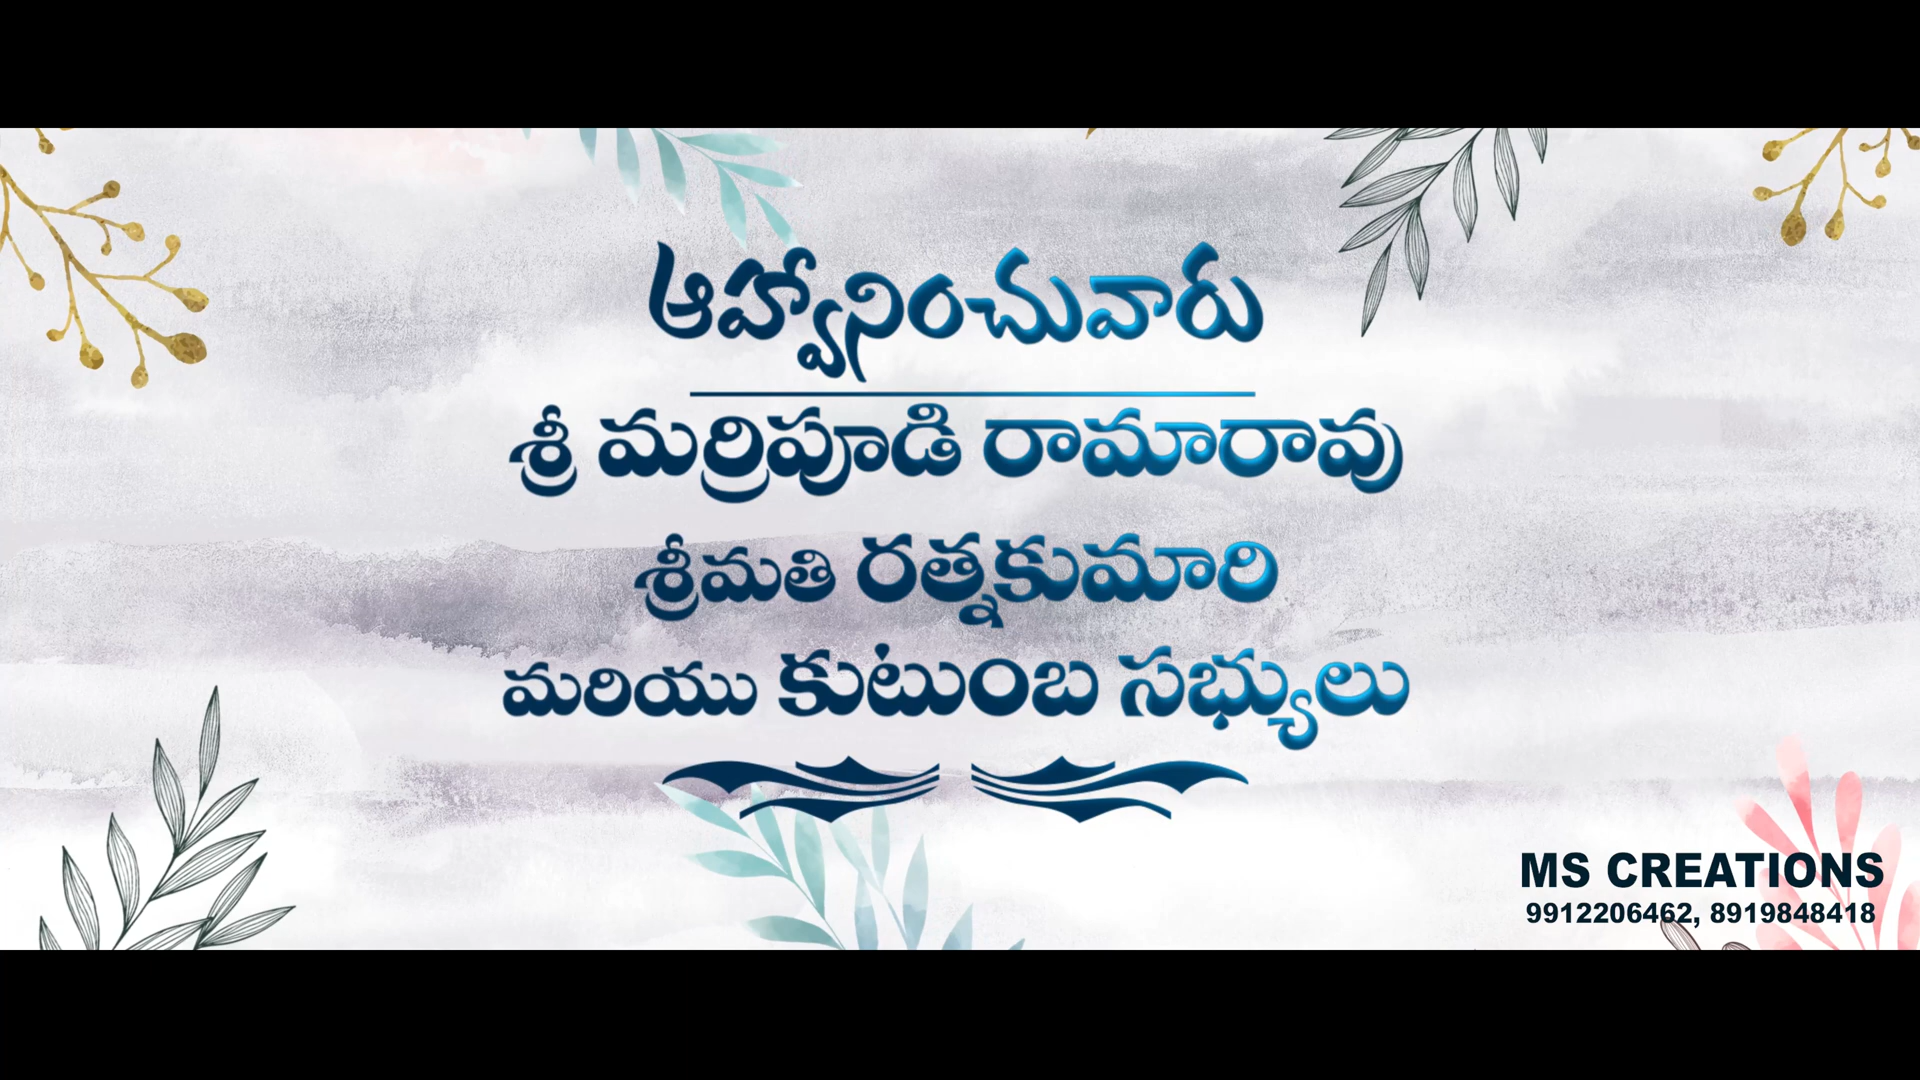 ఆహ్వానించువారు
శ్రీ మర్రిపూడి రామారావు
శ్రీమతి రత్నకుమారి
మరియు కుటుంబ సభ్యులు
MS CREATIONS
9912206462, 8919848418